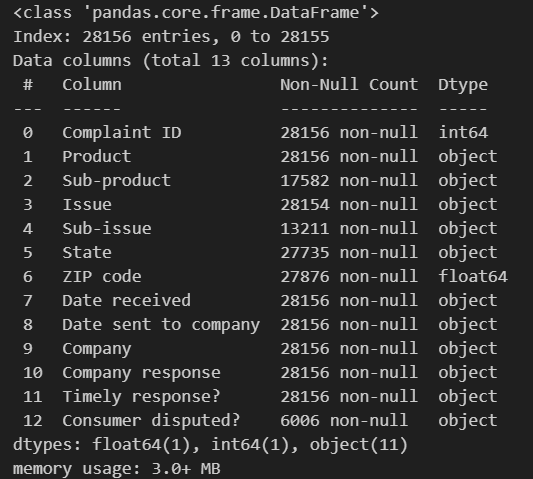 <class 'pandas.core.frame.DataFrame'>
Index: 28156 entries, 0 to 28155
Data columns (total 13 columns):
 #   Column                Non-Null Count  Dtype
---  ------                --------------  -----
 0   Complaint ID          28156 non-null  int64
 1   Product               28156 non-null  object
 2   Sub-product           17582 non-null  object
 3   Issue                 28154 non-null  object
 4   Sub-issue             13211 non-null  object
 5   State                 27735 non-null  object
 6   ZIP code              27876 non-null  float64
 7   Date received         28156 non-null  object
 8   Date sent to company  28156 non-null  object
 9   Company               28156 non-null  object
 10  Company response      28156 non-null  object
 11  Timely response?      28156 non-null  object
 12  Consumer disputed?    6006 non-null   object
dtypes: float64(1), int64(1), object(11)
memory usage: 3.0+ MB